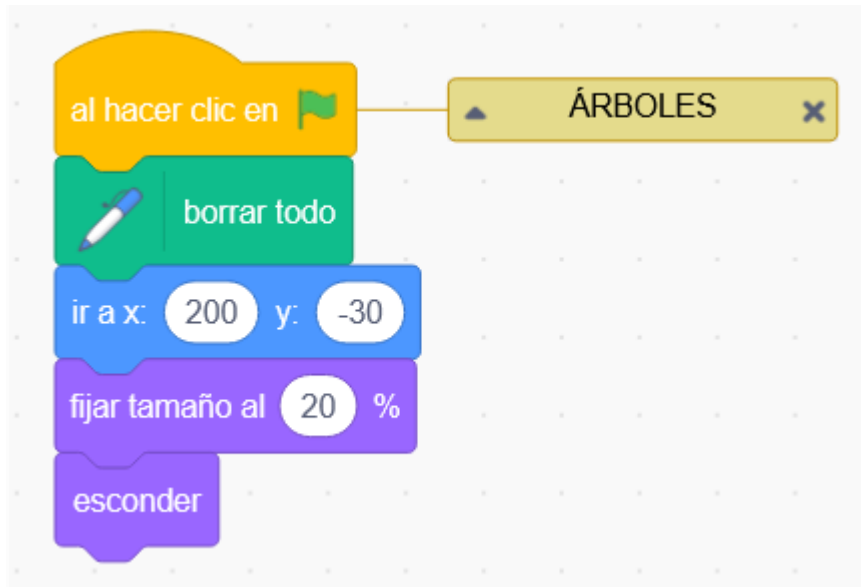 al hacer clic en
ÁRBOLES
borrar todo
ir a x: 200 y: -30
fijar tamaño al 20 %
esconder